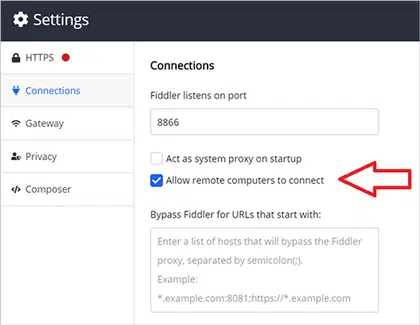 Settings
HTTPS
Connections
Gateway
Privacy
Composer
Connections
Fiddler listens on port
8866
Act as system proxy on startup
Allow remote computers to connect
Bypass Fiddler for URLs that start with:
Enter a list of hosts that will bypass the Fiddler
proxy, separated by semicolon(;).
Example:
*.example.com:8081;https://*.example.com